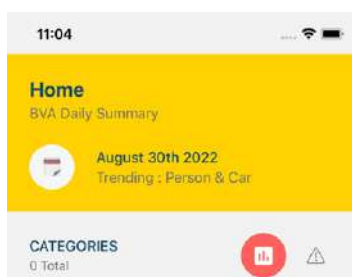 11:04
Home
BVA Daily Summary
August 30th 2022
Trending : Person & Car
CATEGORIES
0 Total